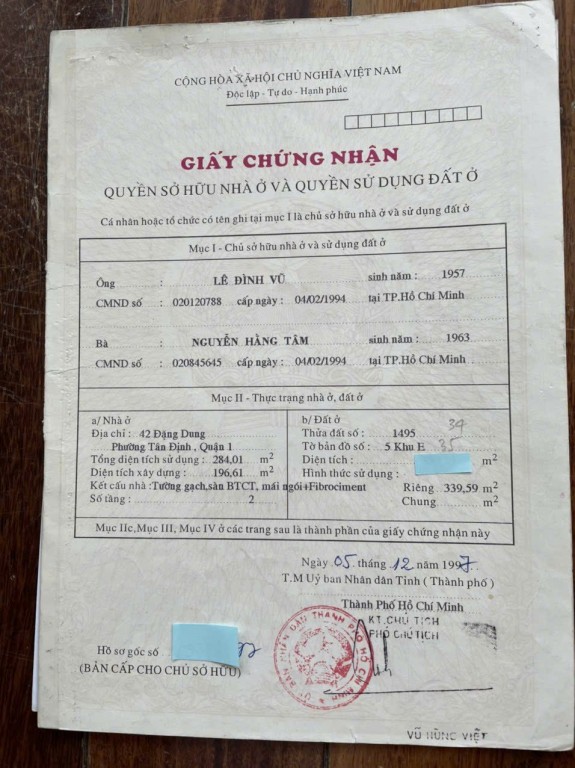 CỘNG HÒA XÃ HỘI CHỦ NGHĨA VIỆT NAM
Độc lập - Tự do - Hạnh phúc
GIẤY CHỨNG NHẬN
QUYỀN SỞ HỮU NHÀ Ở VÀ QUYỀN SỬ DỤNG ĐẤT Ở
Cá nhân hoặc tổ chức có tên ghi tại mục I là chủ sở hữu nhà ở và sử dụng đất ở
Mục I - Chủ sở hữu nhà ở và sử dụng đất ở
Ông : LÊ ĐÌNH VŨ sinh năm : 1957
CMND số : 020120788 cấp ngày : 04/02/1994 tại TP.Hồ Chí Minh
Bà : NGUYỄN HẰNG TÂM sinh năm : 1963
CMND số : 020845645 cấp ngày : 04/02/1994 tại TP.Hồ Chí Minh
Mục II - Thực trạng nhà ở, đất ở
a/ Nhà ở
Địa chỉ : 42 Đặng Dung
Phường Tân Định, Quận 1
Tổng diện tích sử dụng : 284,01 m2
Diện tích xây dựng : 196,61 m2
Kết cấu nhà : Tường gạch,sàn BTCT, mái ngói+Fibrociment
Số tầng : 2
b/ Đất ở
Thửa đất số : 1495 34
Tờ bản đồ số : 5 Khu E 35
Diện tích : m2
Hình thức sử dụng :
Riêng 339,59 m2
Chung m2
Mục IIc,Mục III, Mục IV ở các trang sau là thành phần của giấy chứng nhận này
Ngày 05 tháng 12 năm 1997
T.M Uỷ ban Nhân dân Tỉnh ( Thành phố )
Thành Phố Hồ Chí Minh
KT.CHỦ TỊCH
PHÓ CHỦ TỊCH
Hồ sơ gốc số 97
(BẢN CẤP CHO CHỦ SỞ HỮU)
ỦY BAN NHÂN DÂN THÀNH PHỐ HỒ CHÍ MINH
VŨ HÙNG VIỆT